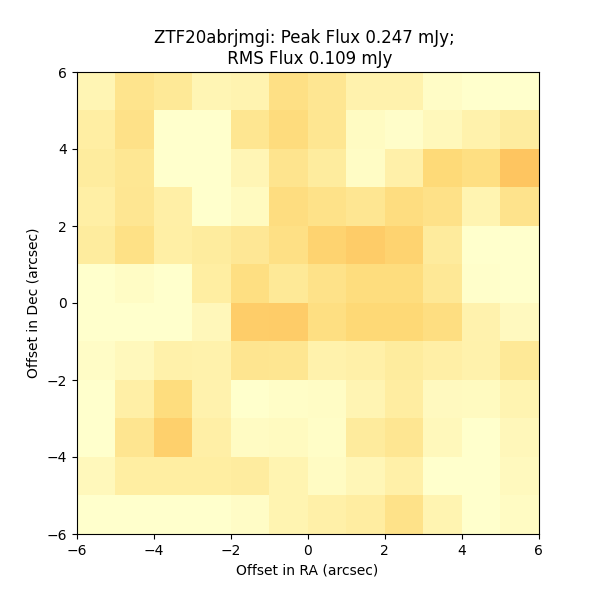 ZTF20abrjmgi: Peak Flux 0.247 mJy;
RMS Flux 0.109 mJy
6
4
2
0
−2
−4
−6
Offset in Dec (arcsec)
−6 −4 −2 0 2 4 6
Offset in RA (arcsec)